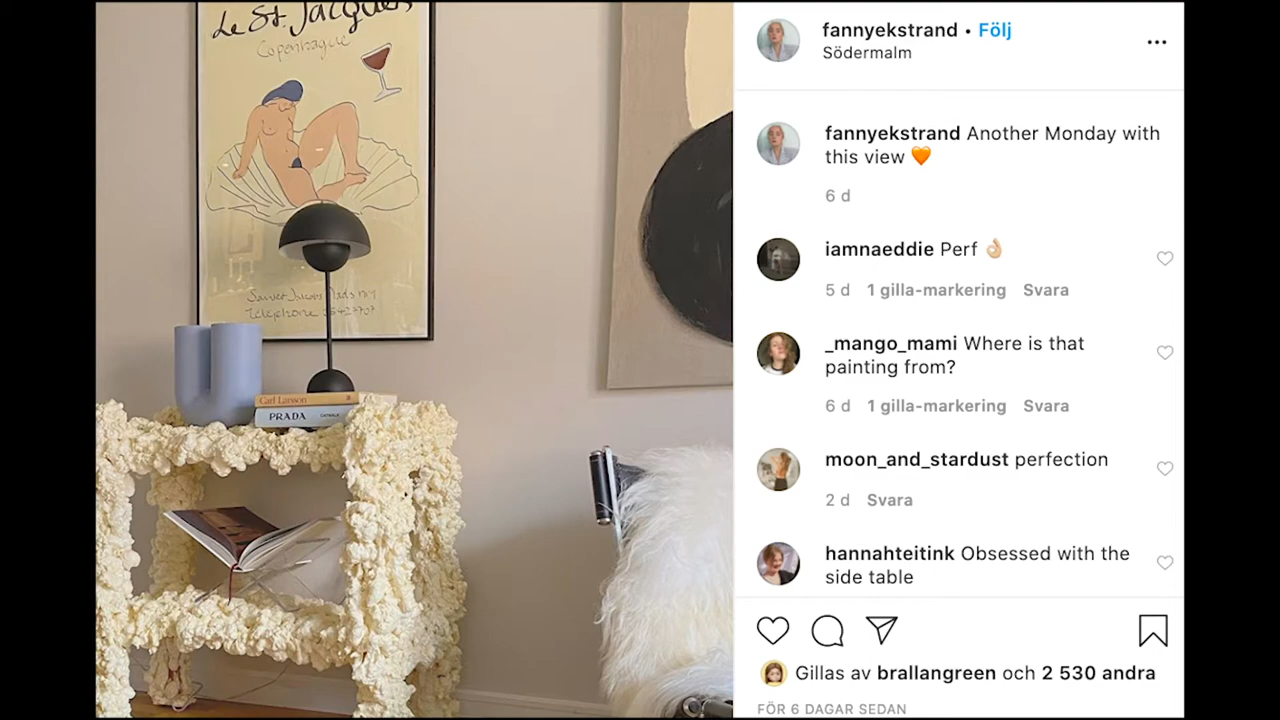 Le St. Jacques
Copenhague
Telephone
Carl Larsson
PRADA
fannyekstrand • Följ
Södermalm
fannyekstrand Another Monday with
this view 🧡
6 d
iamnaeddie Perf 👌🏼
5 d 1 gilla-markering Svara
_mango_mami Where is that
painting from?
6 d 1 gilla-markering Svara
moon_and_stardust perfection
2 d Svara
hannahteitink Obsessed with the
side table
Gillas av brallangreen och 2 530 andra
FÖR 6 DAGAR SEDAN